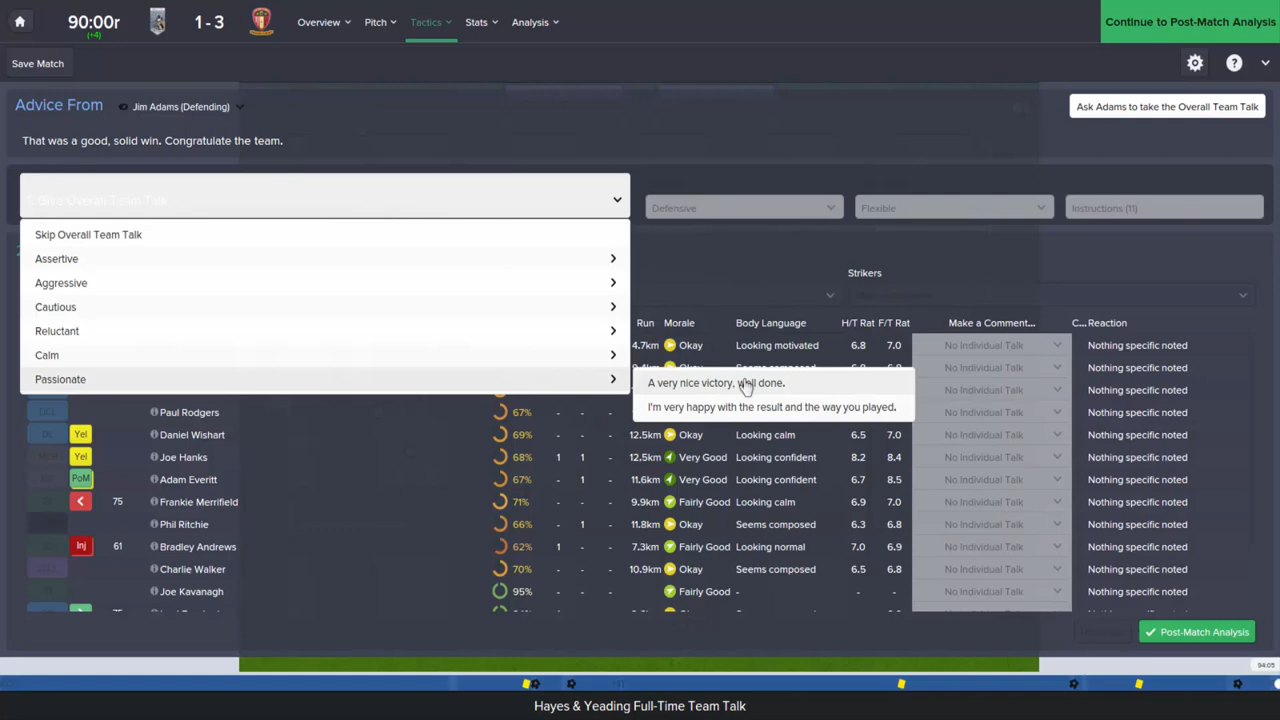 90:00r
(+4)
1 - 3
Overview
Pitch
Tactics
Stats
Analysis
Continue to Post-Match Analysis
Save Match
?
Advice From
Jim Adams (Defending)
Ask Adams to take the Overall Team Talk
That was a good, solid win. Congratulate the team.
Give Overall Team Talk
Defensive
Flexible
Instructions (11)
Skip Overall Team Talk
Assertive
Aggressive
Strikers
Cautious
Run Morale Body Language H/T Rat F/T Rat Make a Comment... C... Reaction
Reluctant
4.7km Okay Looking motivated 6.8 7.0 No Individual Talk Nothing specific noted
Calm
Passionate
A very nice victory, well done.
I'm very happy with the result and the way you played.
DCL Paul Rodgers 67% - - - Nothing specific noted
DL Yel Daniel Wishart 69% - - - 12.5km Okay Looking calm 6.5 7.0 No Individual Talk Nothing specific noted
Yel Joe Hanks 68% 1 1 - 12.5km Very Good Looking confident 8.2 8.4 No Individual Talk Nothing specific noted
PoM Adam Everitt 67% - 1 - 11.6km Very Good Looking confident 6.7 8.5 No Individual Talk Nothing specific noted
75 Frankie Merrifield 71% - - - 9.9km Fairly Good Looking calm 6.9 7.0 No Individual Talk Nothing specific noted
Phil Ritchie 66% - 1 - 11.8km Okay Seems composed 6.3 6.8 No Individual Talk Nothing specific noted
Inj 61 Bradley Andrews 62% 1 - - 7.3km Fairly Good Looking normal 7.0 6.9 No Individual Talk Nothing specific noted
Charlie Walker 70% - - - 10.9km Okay Seems composed 6.5 6.8 No Individual Talk Nothing specific noted
Joe Kavanagh 95% - - - Fairly Good - - - No Individual Talk Nothing specific noted
Post-Match Analysis
94:05
HT
Hayes & Yeading Full-Time Team Talk